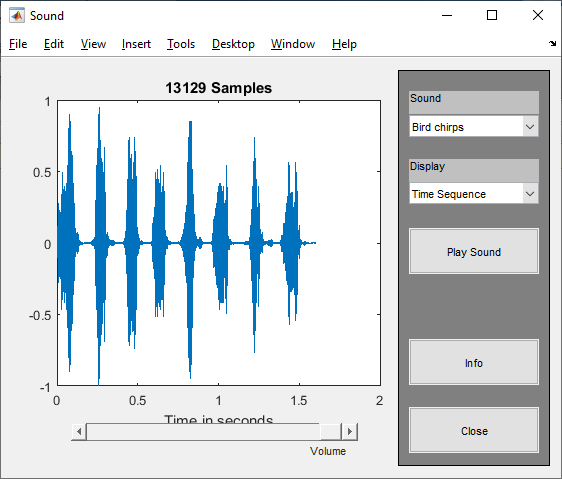 Sound
File Edit View Insert Tools Desktop Window Help
13129 Samples
1
0.5
0
-0.5
-1
0 0.5 1 1.5 2
Time in seconds
Volume
Sound
Bird chirps
Display
Time Sequence
Play Sound
Info
Close